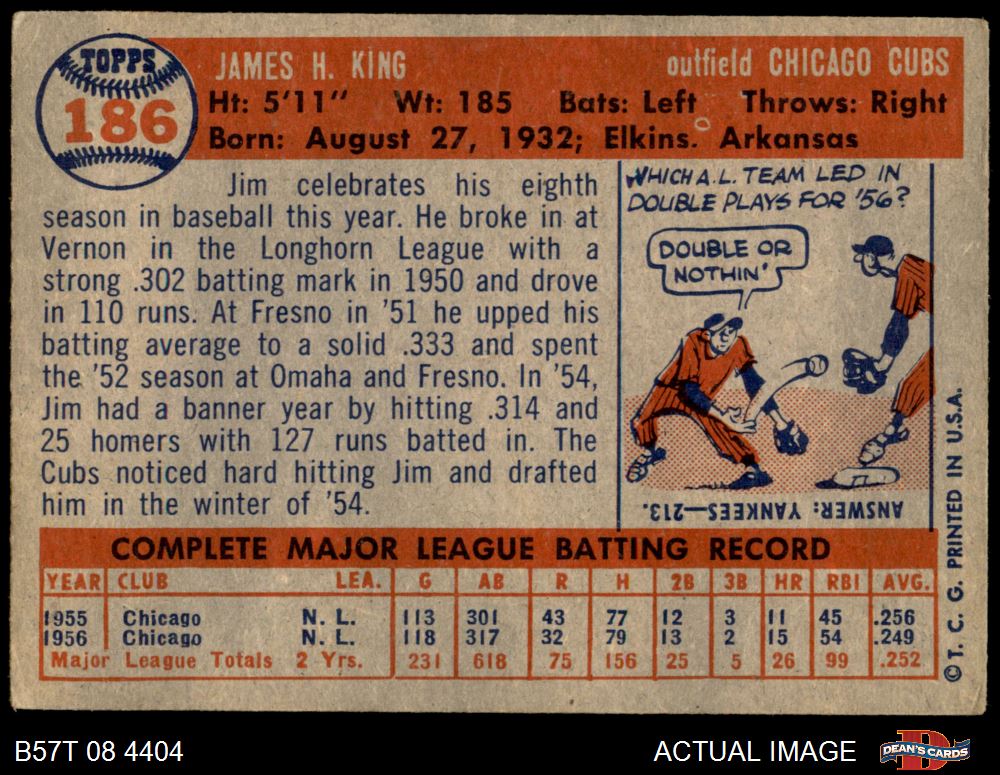 TOPPS
186
JAMES H. KING
outfield CHICAGO CUBS
Ht: 5'11" Wt: 185 Bats: Left Throws: Right
Born: August 27, 1932; Elkins. Arkansas
Jim celebrates his eighth
season in baseball this year. He broke in at
Vernon in the Longhorn League with a
strong .302 batting mark in 1950 and drove
in 110 runs. At Fresno in '51 he upped his
batting average to a solid .333 and spent
the '52 season at Omaha and Fresno. In '54,
Jim had a banner year by hitting .314 and
25 homers with 127 runs batted in. The
Cubs noticed hard hitting Jim and drafted
him in the winter of '54.
WHICH A.L. TEAM LED IN
DOUBLE PLAYS FOR '56?
DOUBLE OR
NOTHIN'
ANSWER: YANKEES—213.
COMPLETE MAJOR LEAGUE BATTING RECORD
YEAR CLUB LEA. G AB R H 2B 3B HR RBI AVG.
1955 Chicago N. L. 113 301 43 77 12 3 11 45 .256
1956 Chicago N. L. 118 317 32 79 13 2 15 54 .249
Major League Totals 2 Yrs. 231 618 75 156 25 5 26 99 .252
© T. C. G. PRINTED IN U.S.A.
B57T 08 4404
ACTUAL IMAGE
D
DEAN'S CARDS